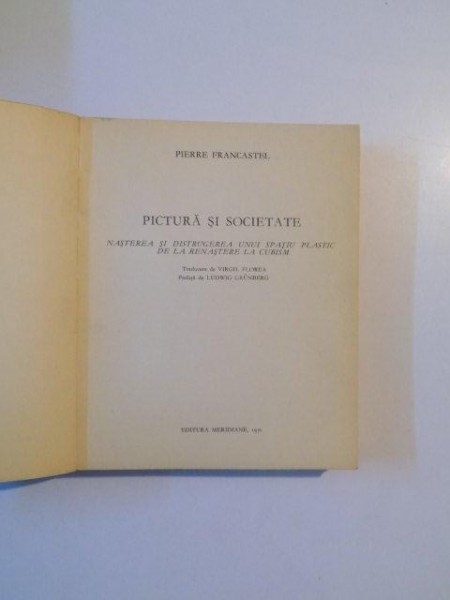 PIERRE FRANCASTEL
PICTURĂ ȘI SOCIETATE
NAȘTEREA ȘI DISTRUGEREA UNUI SPAȚIU PLASTIC
DE LA RENAȘTERE LA CUBISM
Traducere de VIRGIL FLOREA
Prefață de LUDWIG GRÜNBERG
EDITURA MERIDIANE,